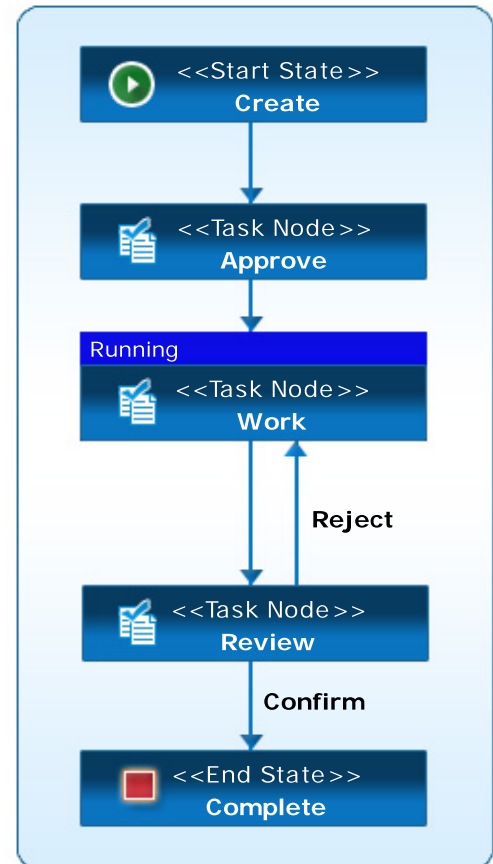 <<Start State>>
Create
<<Task Node>>
Approve
Running
<<Task Node>>
Work
Reject
<<Task Node>>
Review
Confirm
<<End State>>
Complete